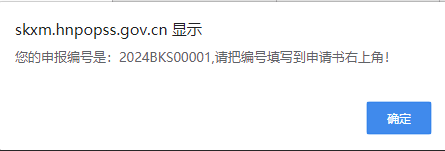 skxm.hnpopss.gov.cn 显示
您的申报编号是：2024BKS00001,请把编号填写到申请书右上角！
确定